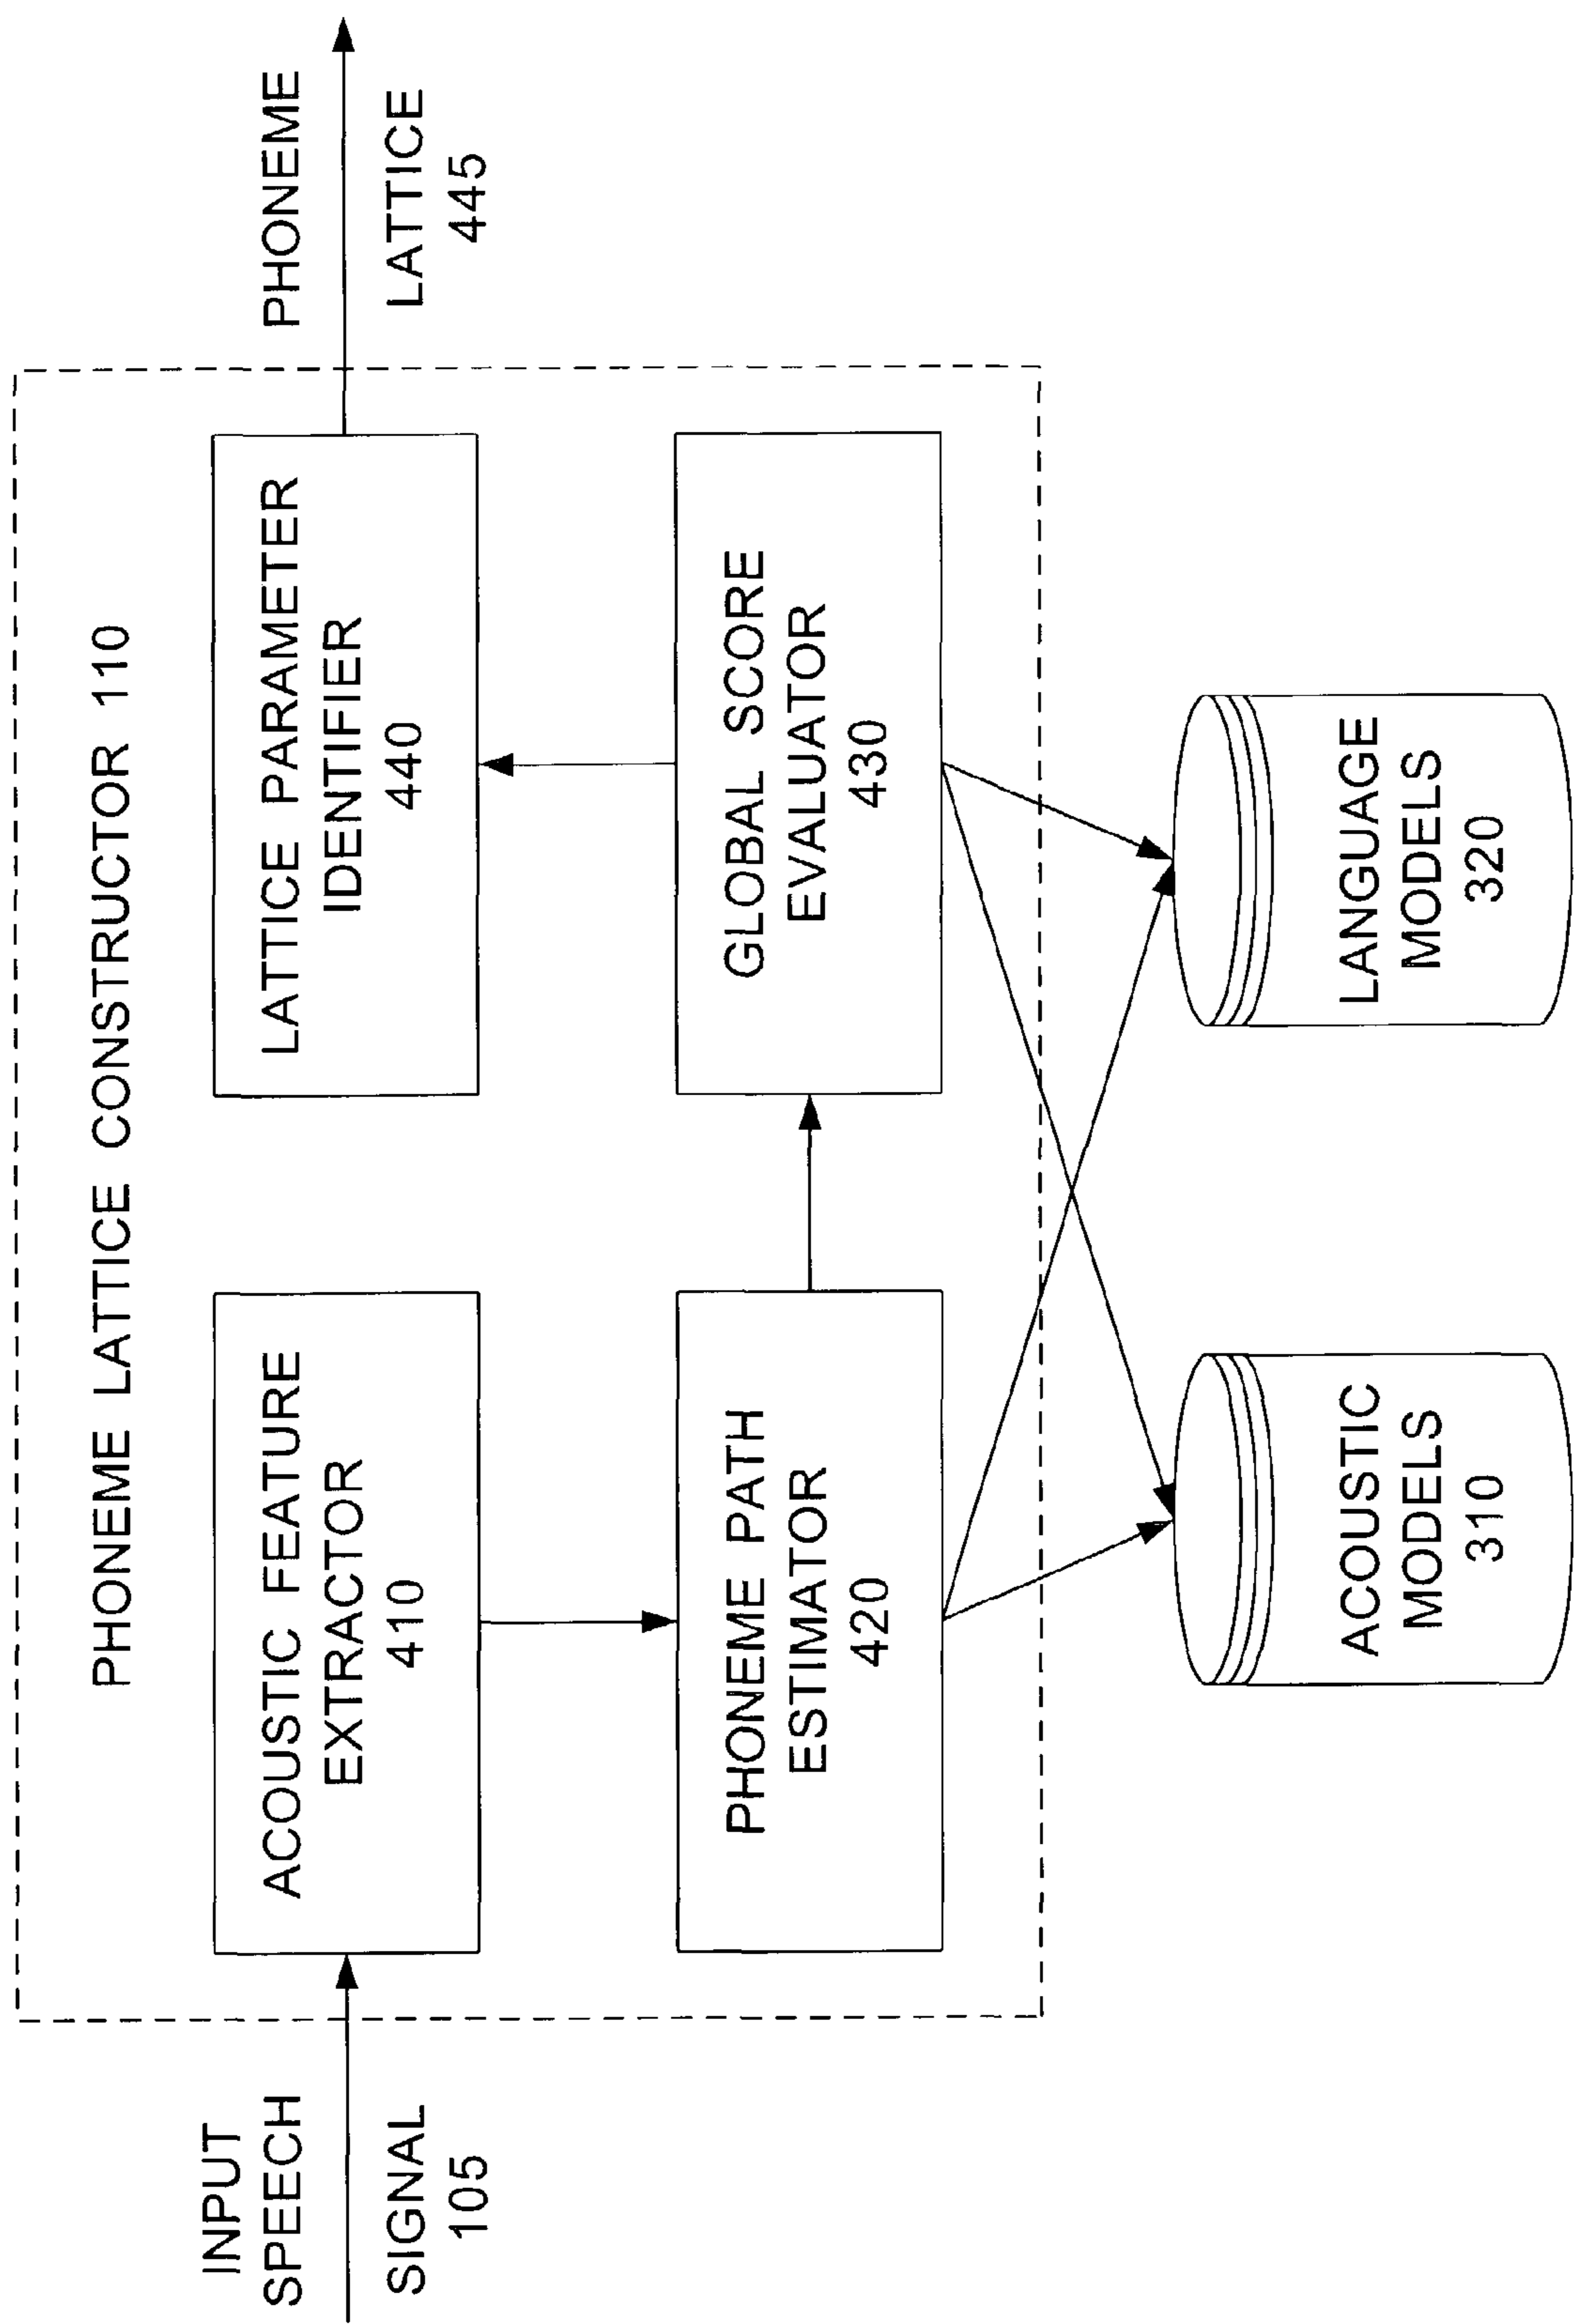 PHONEME LATTICE CONSTRUCTOR 110
INPUT
SPEECH
SIGNAL
105
ACOUSTIC FEATURE
EXTRACTOR
410
LATTICE PARAMETER
IDENTIFIER
440
PHONEME
LATTICE
445
PHONEME PATH
ESTIMATOR
420
GLOBAL SCORE
EVALUATOR
430
ACOUSTIC
MODELS
310
LANGUAGE
MODELS
320